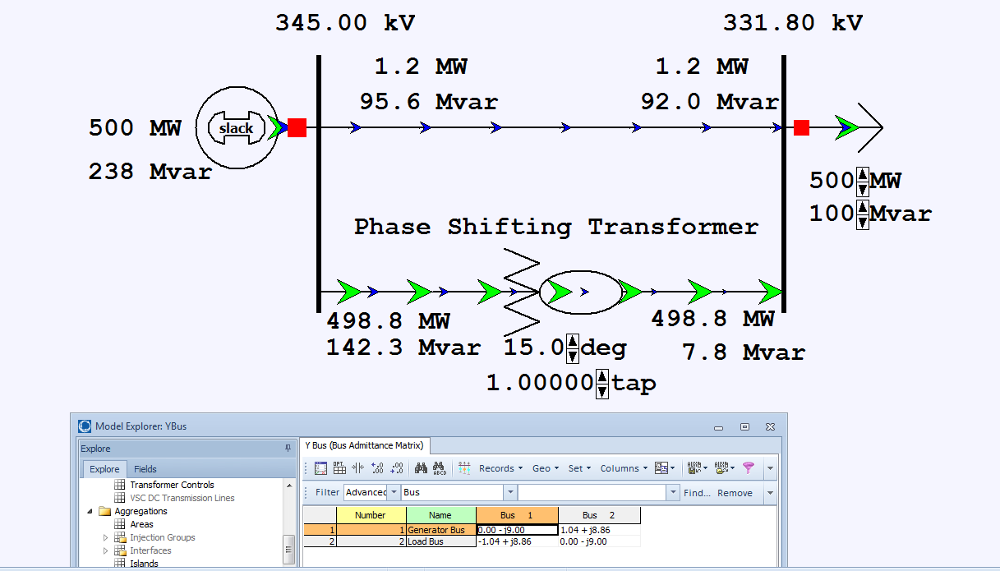 345.00 kV
331.80 kV
1.2 MW
1.2 MW
95.6 Mvar
92.0 Mvar
500 MW
slack
238 Mvar
500 MW
100 Mvar
Phase Shifting Transformer
498.8 MW
498.8 MW
142.3 Mvar
15.0 deg
7.8 Mvar
1.00000 tap
Model Explorer: YBus
Explore
Explore Fields
Transformer Controls
VSC DC Transmission Lines
Aggregations
Areas
Injection Groups
Interfaces
Islands
Y Bus (Bus Admittance Matrix)
Records Geo Set Columns
Filter Advanced Bus Find... Remove
Number Name Bus 1 Bus 2
1 1 Generator Bus 0.00 - j9.00 1.04 + j8.86
2 2 Load Bus -1.04 + j8.86 0.00 - j9.00